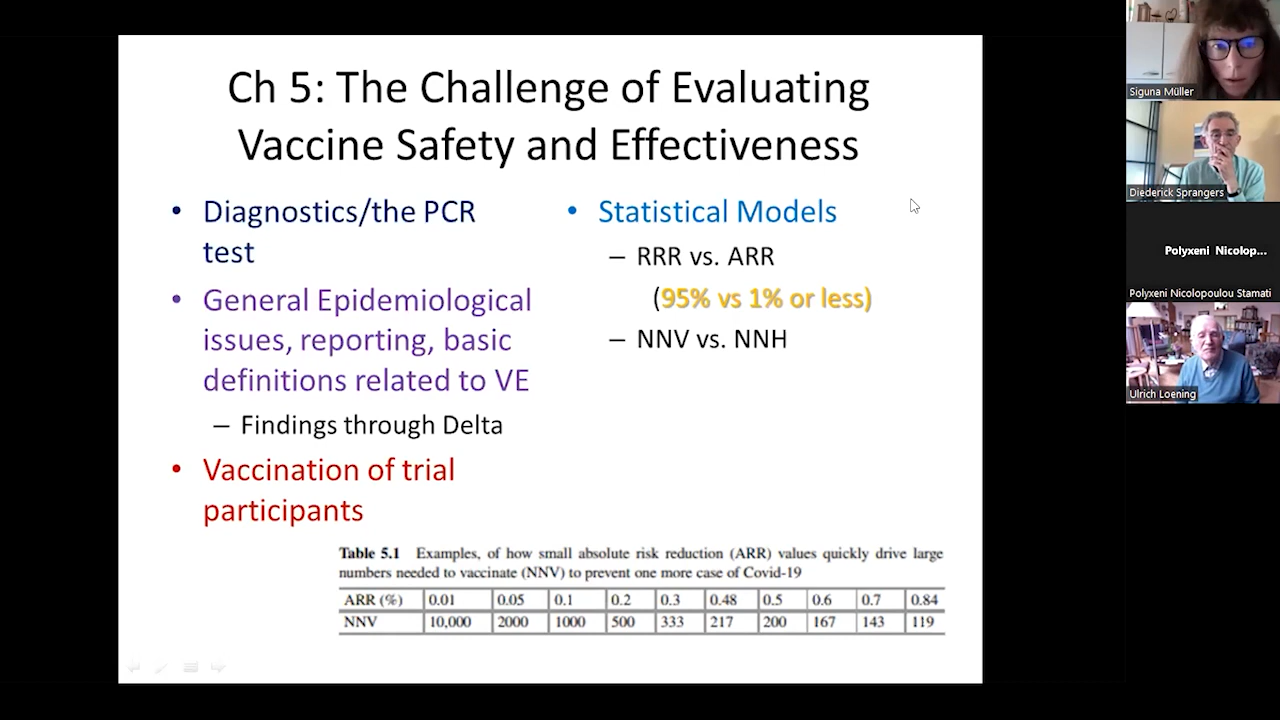 Ch 5: The Challenge of Evaluating
Vaccine Safety and Effectiveness
• Diagnostics/the PCR
test
• General Epidemiological
issues, reporting, basic
definitions related to VE
– Findings through Delta
• Vaccination of trial
participants
• Statistical Models
– RRR vs. ARR
(95% vs 1% or less)
– NNV vs. NNH
Table 5.1 Examples, of how small absolute risk reduction (ARR) values quickly drive large
numbers needed to vaccinate (NNV) to prevent one more case of Covid-19
ARR (%) 0.01 0.05 0.1 0.2 0.3 0.48 0.5 0.6 0.7 0.84
NNV 10,000 2000 1000 500 333 217 200 167 143 119
Siguna Müller
Diederick Sprangers
Polyxeni Nicolop...
Polyxeni Nicolopoulou Stamati
Ulrich Loening